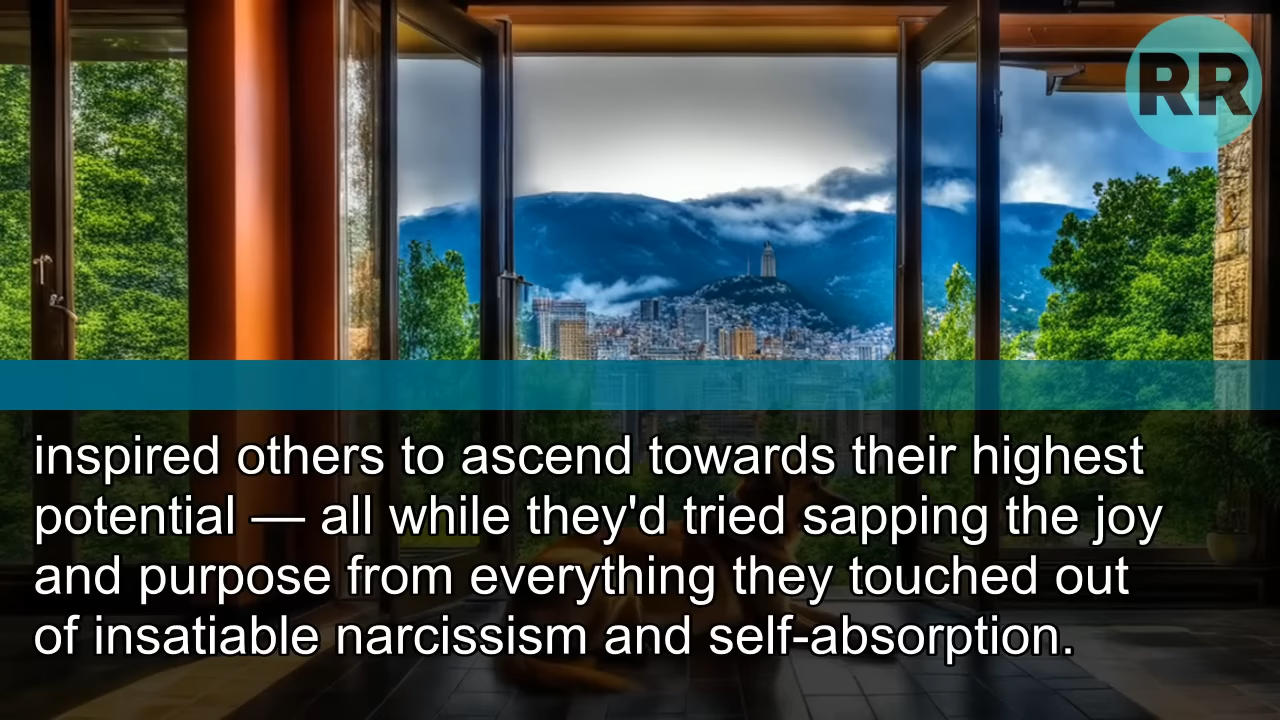 RR
inspired others to ascend towards their highest
potential — all while they'd tried sapping the joy
and purpose from everything they touched out
of insatiable narcissism and self-absorption.